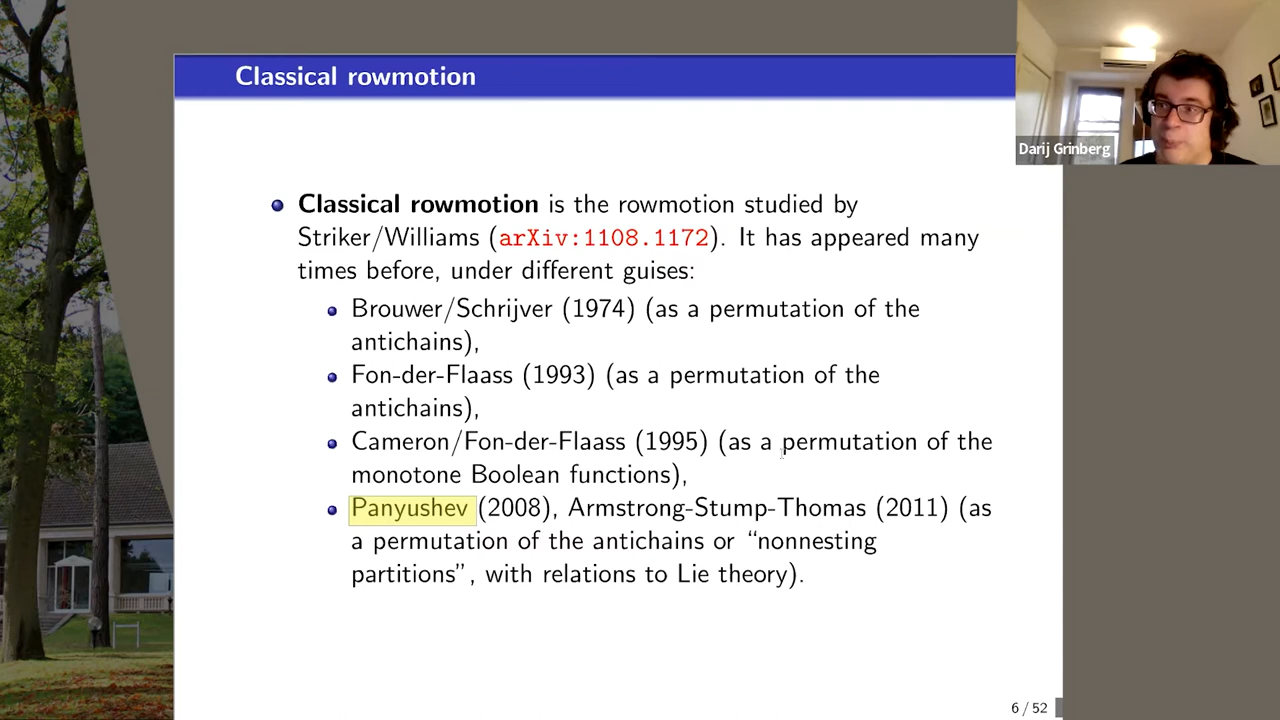 Classical rowmotion
Darij Grinberg
Classical rowmotion is the rowmotion studied by
Striker/Williams (arXiv:1108.1172). It has appeared many
times before, under different guises:
Brouwer/Schrijver (1974) (as a permutation of the
antichains),
Fon-der-Flaass (1993) (as a permutation of the
antichains),
Cameron/Fon-der-Flaass (1995) (as a permutation of the
monotone Boolean functions),
Panyushev (2008), Armstrong-Stump-Thomas (2011) (as
a permutation of the antichains or “nonnesting
partitions”, with relations to Lie theory).
6 / 52